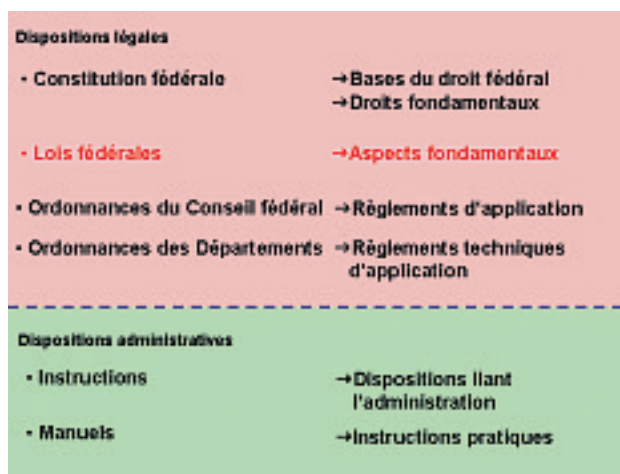 Dispositions légales
· Constitution fédérale →Bases du droit fédéral
→Droits fondamentaux
· Lois fédérales →Aspects fondamentaux
· Ordonnances du Conseil fédéral →Règlements d'application
· Ordonnances des Départements →Règlements techniques
d'application
Dispositions administratives
· Instructions →Dispositions liant
l'administration
· Manuels →Instructions pratiques